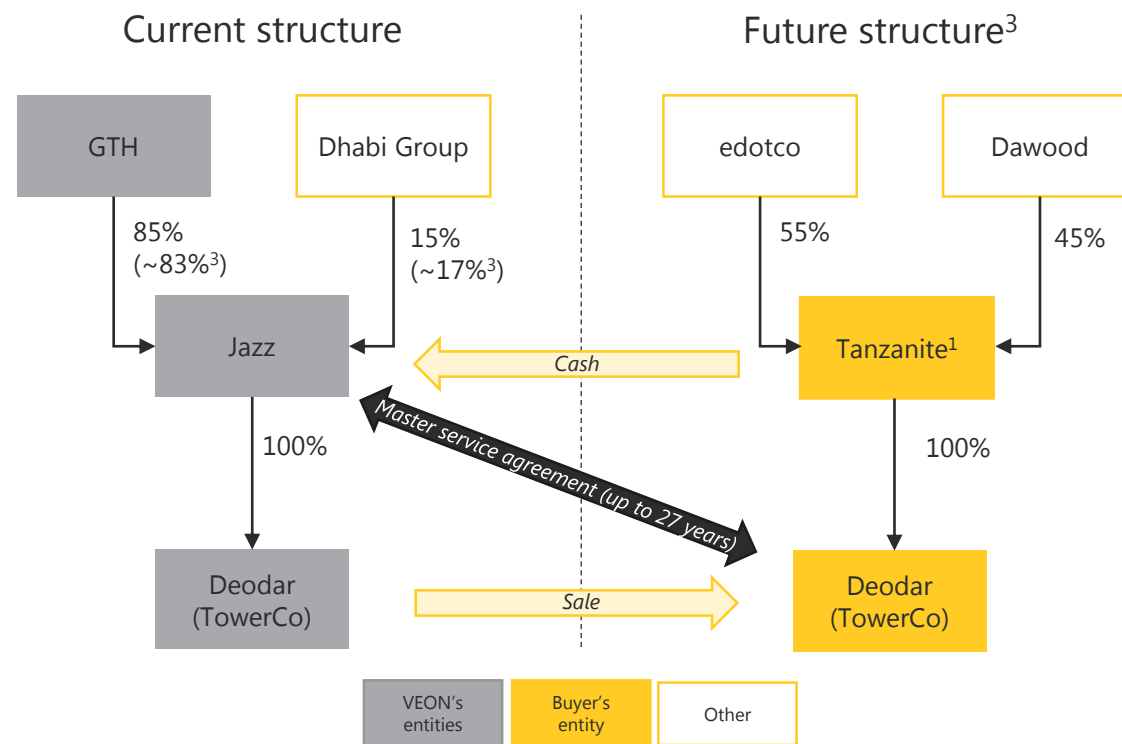 Current structure
Future structure3
GTH
Dhabi Group
edotco
Dawood
85%
(~83%3)
15%
(~17%3)
55%
45%
Jazz
Cash
Tanzanite1
100%
Master service agreement (up to 27 years)
100%
Deodar
(TowerCo)
Sale
Deodar
(TowerCo)
VEON's
entities
Buyer's
entity
Other